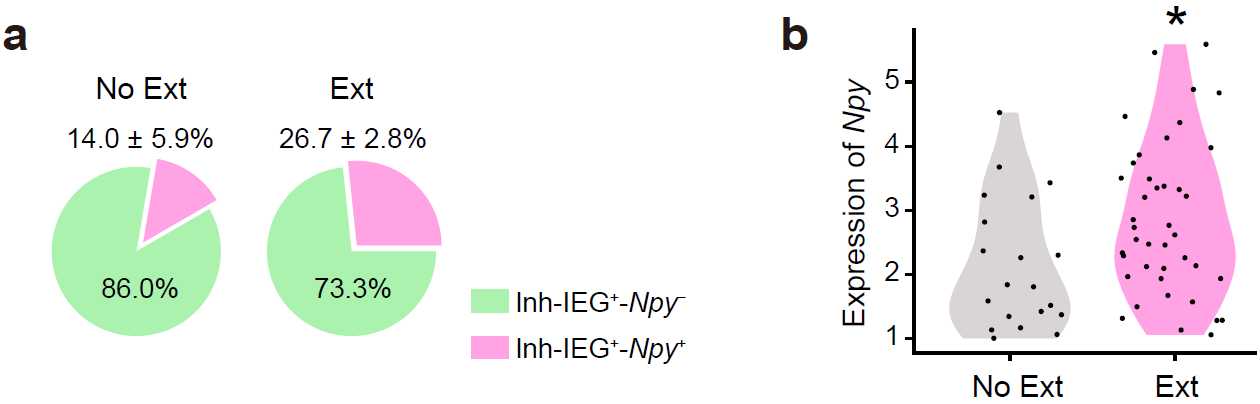 a
No Ext
14.0 ± 5.9%
86.0%
Ext
26.7 ± 2.8%
73.3%
Inh-IEG⁺-Npy⁻
Inh-IEG⁺-Npy⁺
b
*
Expression of Npy
5
4
3
2
1
No Ext
Ext